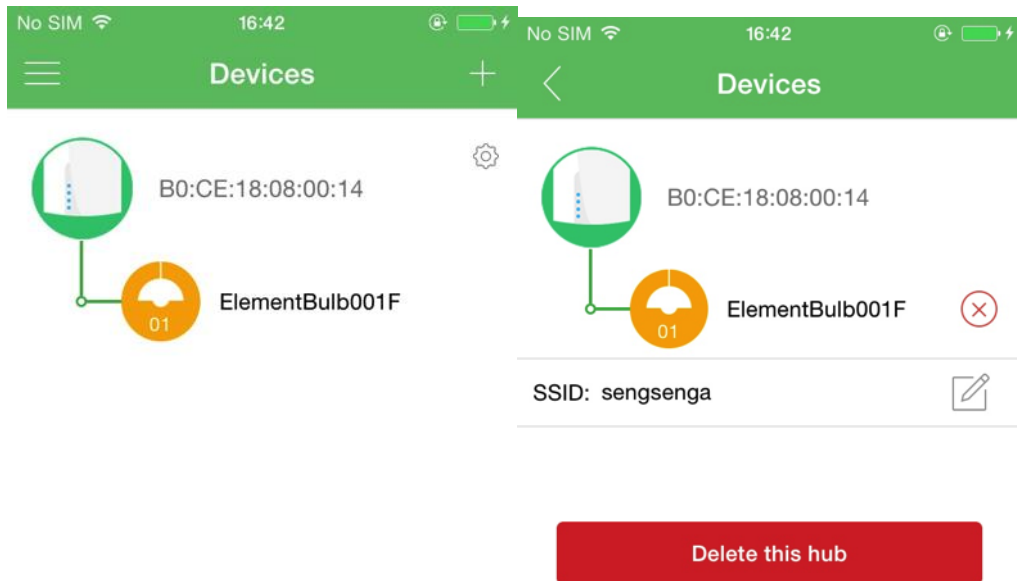 No SIM 16:42
Devices
B0:CE:18:08:00:14
ElementBulb001F
01
No SIM 16:42
Devices
B0:CE:18:08:00:14
ElementBulb001F
01
SSID: sengsenga
Delete this hub